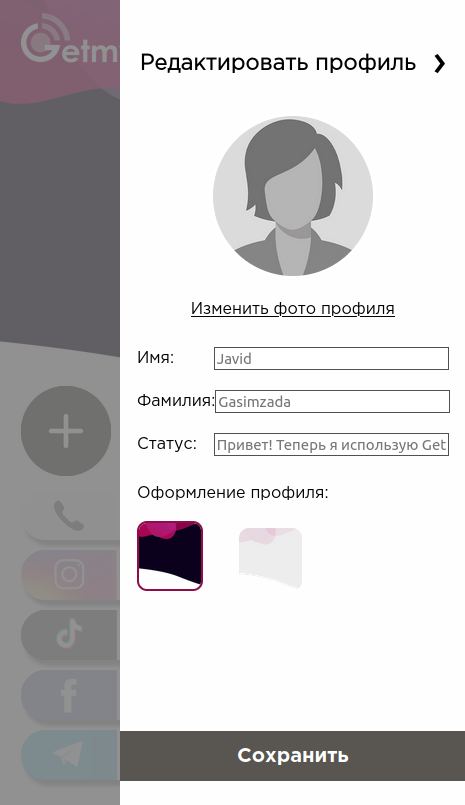 Getm
Редактировать профиль
Изменить фото профиля
Имя: Javid
Фамилия: Gasimzada
Статус: Привет! Теперь я использую Get
Оформление профиля:
Сохранить